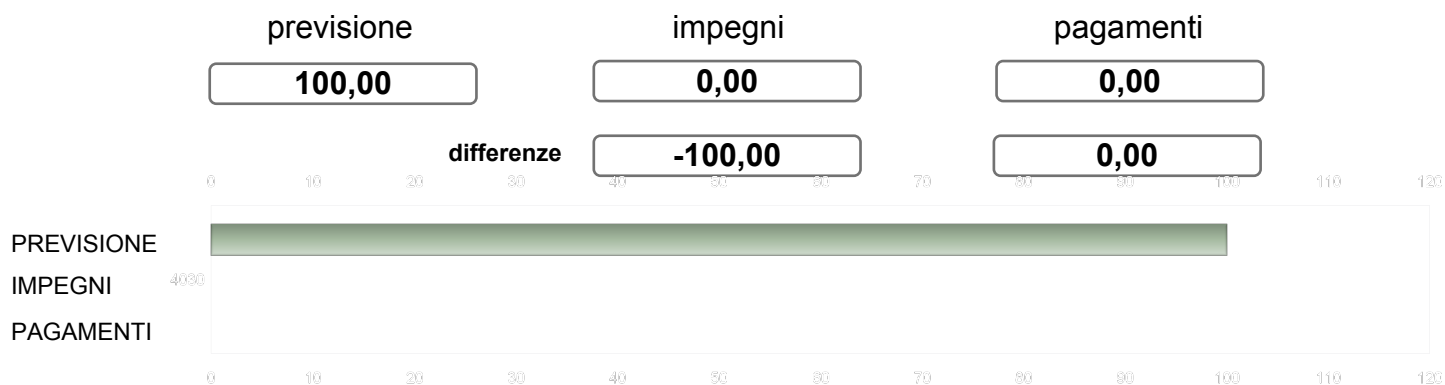 previsione impegni pagamenti
100,00 0,00 0,00
differenze -100,00 0,00
0 10 20 30 40 50 60 70 80 90 100 110 120
PREVISIONE
4030
IMPEGNI
PAGAMENTI
0 10 20 30 40 50 60 70 80 90 100 110 120